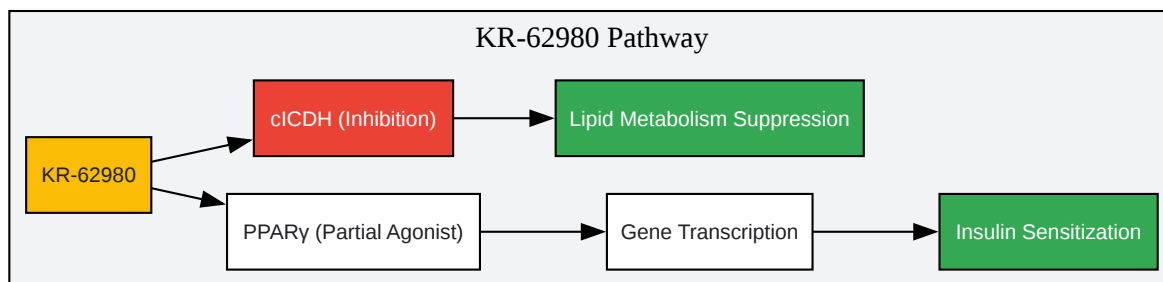 KR-62980 Pathway
cICDH (Inhibition)
Lipid Metabolism Suppression
KR-62980
PPARγ (Partial Agonist)
Gene Transcription
Insulin Sensitization